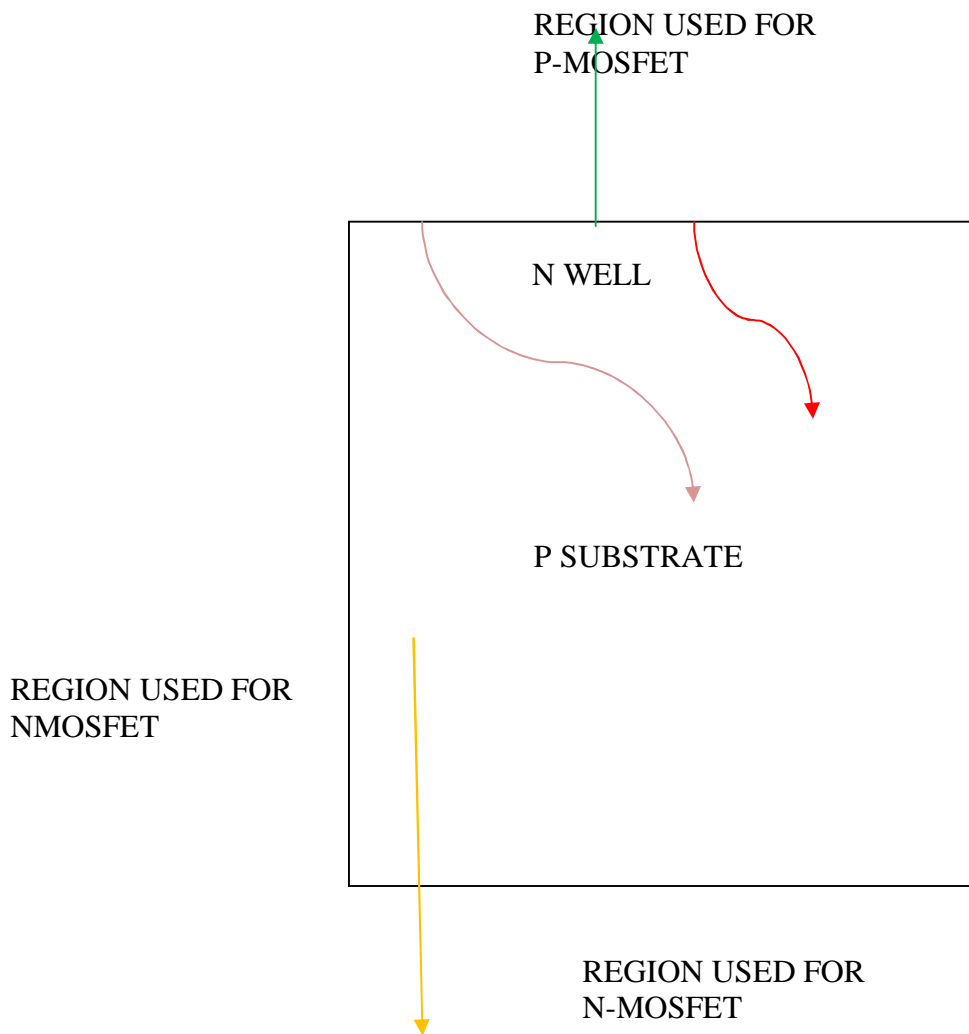 REGION USED FOR
P-MOSFET
N WELL
P SUBSTRATE
REGION USED FOR
NMOSFET
REGION USED FOR
N-MOSFET